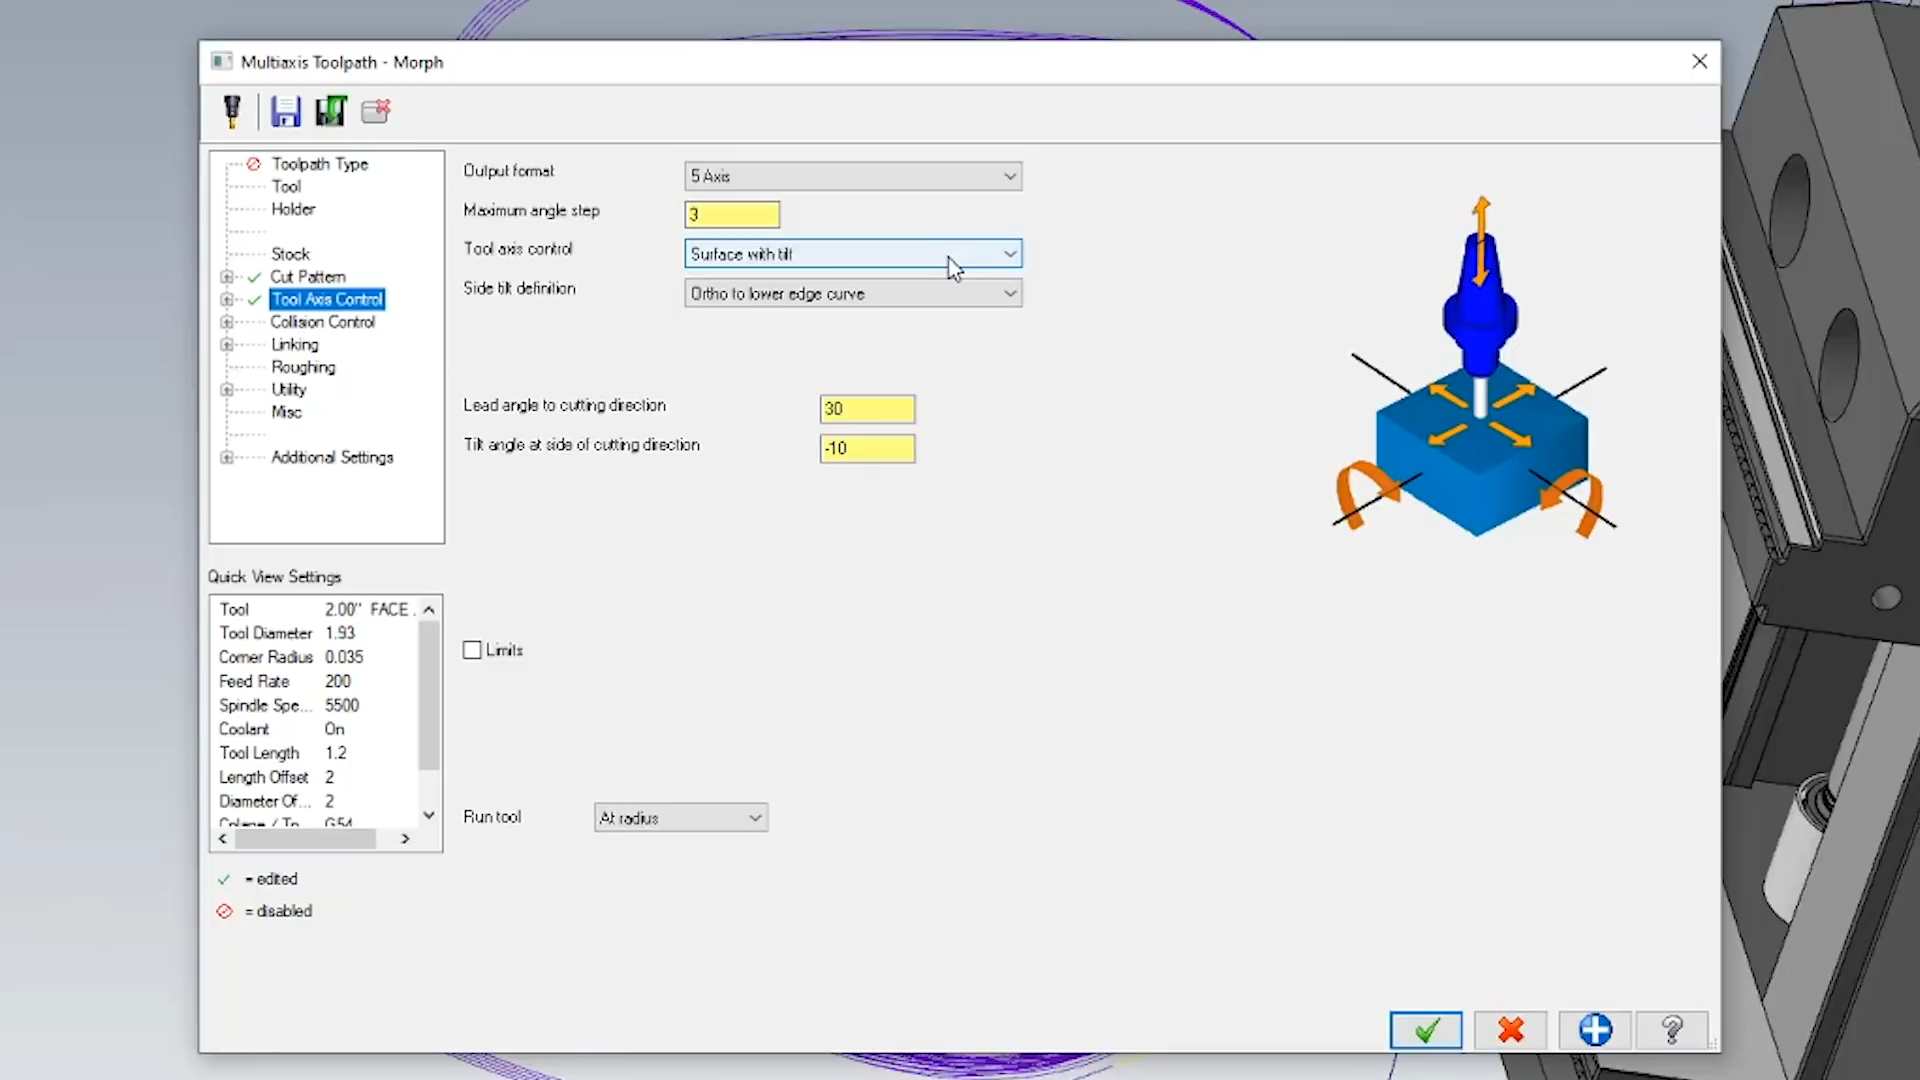 Multiaxis Toolpath - Morph
Toolpath Type
Tool
Holder
Stock
Cut Pattern
Tool Axis Control
Collision Control
Linking
Roughing
Utility
Misc
Additional Settings
Output format
5 Axis
Maximum angle step
3
Tool axis control
Surface with tilt
Side tilt definition
Ortho to lower edge curve
Lead angle to cutting direction
30
Tilt angle at side of cutting direction
-10
Limits
Run tool
At radius
Quick View Settings
Tool 2.00" FACE .
Tool Diameter 1.93
Corner Radius 0.035
Feed Rate 200
Spindle Spe... 5500
Coolant On
Tool Length 1.2
Length Offset 2
Diameter Of... 2
Cplane / Tp G54
= edited
= disabled